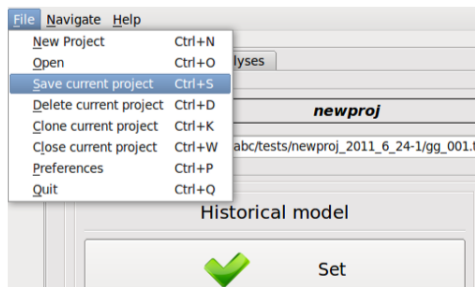 File Navigate Help
New Project Ctrl+N
Open Ctrl+O
lyses
Save current project Ctrl+S
Delete current project Ctrl+D
newproj
Clone current project Ctrl+K
Close current project Ctrl+W
abc/tests/newproj_2011_6_24-1/gg_001.t
Preferences Ctrl+P
Quit Ctrl+Q
Historical model
Set